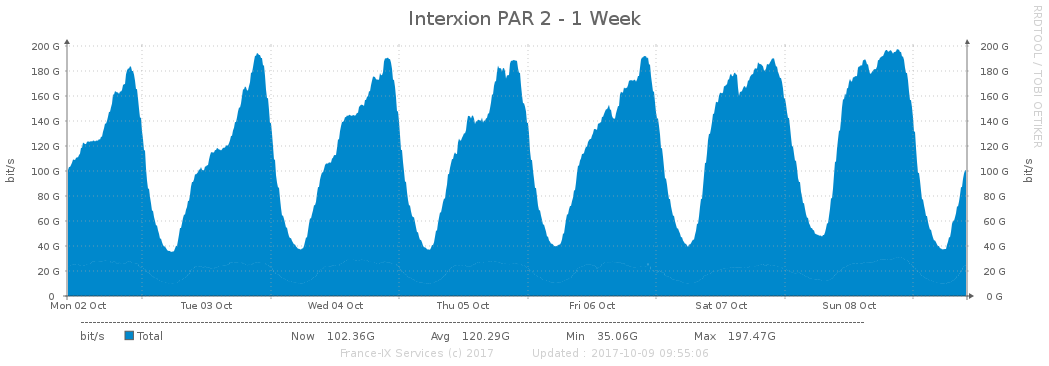 Interxion PAR 2 - 1 Week
RRDTOOL / TOBI OETIKER
bit/s
bit/s
200 G
180 G
160 G
140 G
120 G
100 G
80 G
60 G
40 G
20 G
0
200 G
180 G
160 G
140 G
120 G
100 G
80 G
60 G
40 G
20 G
0 G
Mon 02 Oct Tue 03 Oct Wed 04 Oct Thu 05 Oct Fri 06 Oct Sat 07 Oct Sun 08 Oct
bit/s Total Now 102.36G Avg 120.29G Min 35.06G Max 197.47G
France-IX Services (c) 2017 Updated : 2017-10-09 09:55:06